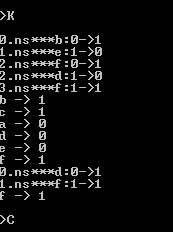 >K
0.ns***b:0->1
1.ns***e:1->0
2.ns***f:0->1
2.ns***d:1->0
3.ns***f:1->1
b -> 1
c -> 1
a -> 0
d -> 0
e -> 0
f -> 1
0.ns***d:0->1
1.ns***f:1->1
f -> 1
>C